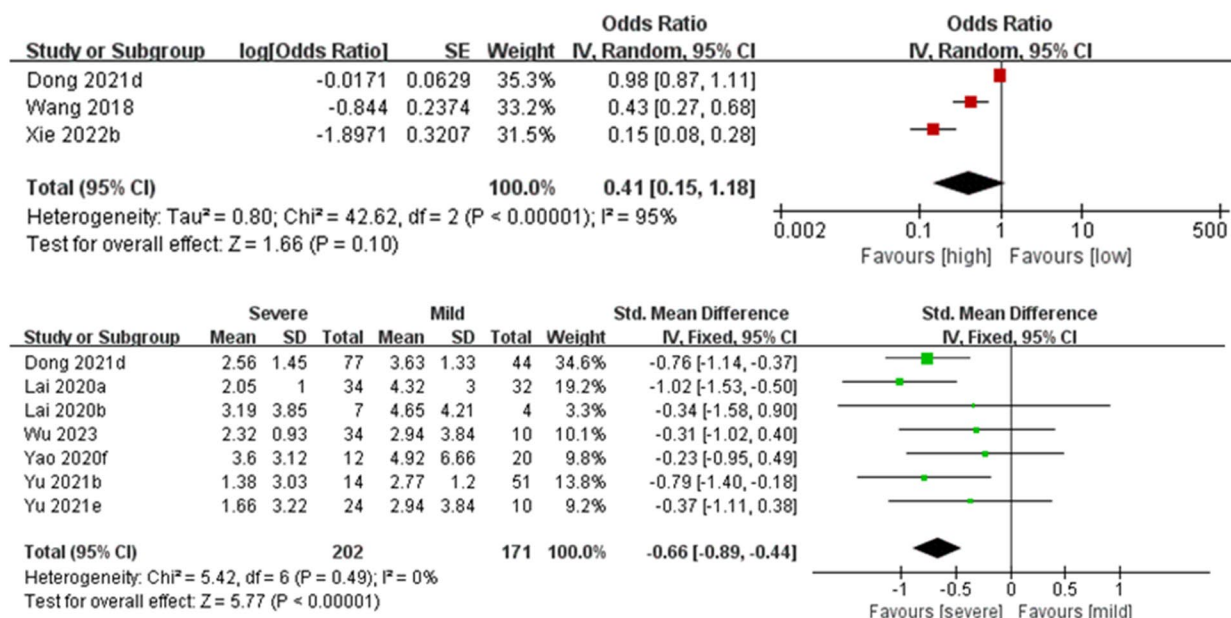 Odds Ratio Odds Ratio
Study or Subgroup log[Odds Ratio] SE Weight IV, Random, 95% CI IV, Random, 95% CI
Dong 2021d -0.0171 0.0629 35.3% 0.98 [0.87, 1.11]
Wang 2018 -0.844 0.2374 33.2% 0.43 [0.27, 0.68]
Xie 2022b -1.8971 0.3207 31.5% 0.15 [0.08, 0.28]
Total (95% CI) 100.0% 0.41 [0.15, 1.18]
Heterogeneity: Tau² = 0.80; Chi² = 42.62, df = 2 (P < 0.00001); I² = 95%
Test for overall effect: Z = 1.66 (P = 0.10)
0.002 0.1 1 10 500
Favours [high] Favours [low]
Severe Mild Std. Mean Difference Std. Mean Difference
Study or Subgroup Mean SD Total Mean SD Total Weight IV, Fixed, 95% CI IV, Fixed, 95% CI
Dong 2021d 2.56 1.45 77 3.63 1.33 44 34.6% -0.76 [-1.14, -0.37]
Lai 2020a 2.05 1 34 4.32 3 32 19.2% -1.02 [-1.53, -0.50]
Lai 2020b 3.19 3.85 7 4.65 4.21 4 3.3% -0.34 [-1.58, 0.90]
Wu 2023 2.32 0.93 34 2.94 3.84 10 10.1% -0.31 [-1.02, 0.40]
Yao 2020f 3.6 3.12 12 4.92 6.66 20 9.8% -0.23 [-0.95, 0.49]
Yu 2021b 1.38 3.03 14 2.77 1.2 51 13.8% -0.79 [-1.40, -0.18]
Yu 2021e 1.66 3.22 24 2.94 3.84 10 9.2% -0.37 [-1.11, 0.38]
Total (95% CI) 202 171 100.0% -0.66 [-0.89, -0.44]
Heterogeneity: Chi² = 5.42, df = 6 (P = 0.49); I² = 0%
Test for overall effect: Z = 5.77 (P < 0.00001)
-1 -0.5 0 0.5 1
Favours [severe] Favours [mild]